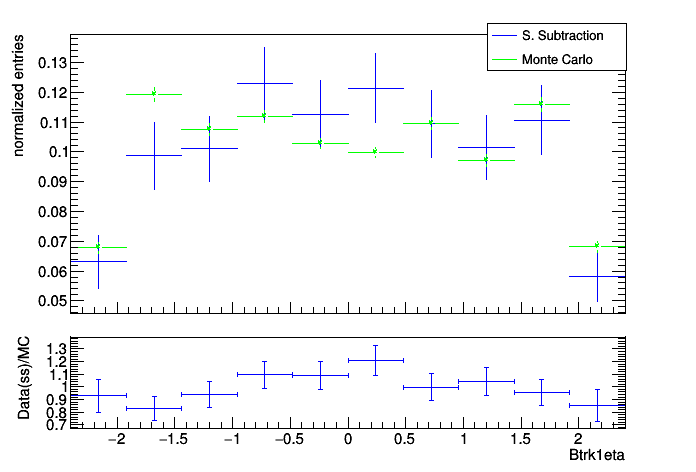 S. Subtraction
Monte Carlo
normalized entries
0.13
0.12
0.11
0.1
0.09
0.08
0.07
0.06
0.05
Data(ss)/MC
1.3
1.2
1.1
1
0.9
0.8
0.7
−2 −1.5 −1 −0.5 0 0.5 1 1.5 2
Btrk1eta